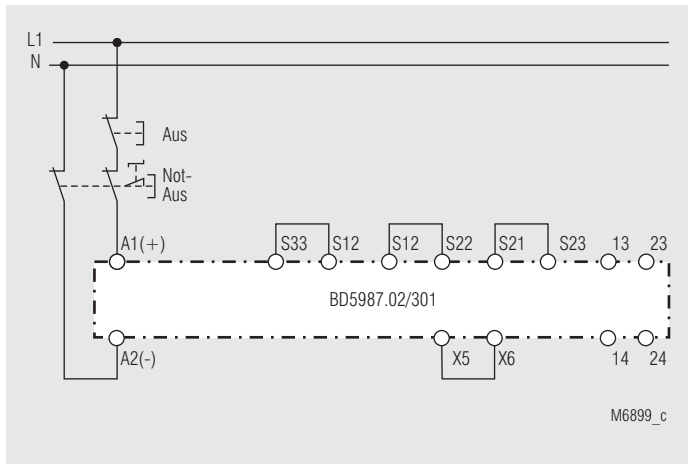 L1
N
Aus
Not-
Aus
A1(+) S33 S12 S12 S22 S21 S23 13 23
BD5987.02/301
A2(-) X5 X6 14 24
M6899_c